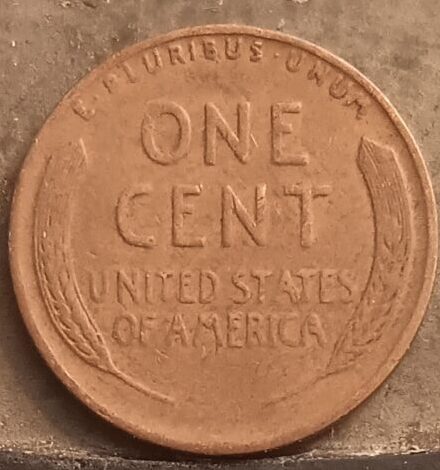 E·PLURIBUS·UNUM
ONE
CENT
UNITED STATES
OF AMERICA